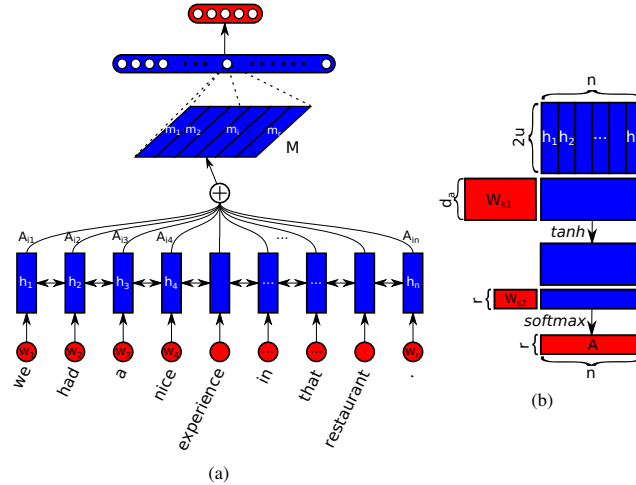 m₁ m₂ mᵢ mᵣ
M
+
Aᵢ₁ Aᵢ₂ Aᵢ₃ Aᵢ₄ ... Aᵢₙ
h₁ h₂ h₃ h₄ ... ... hₙ
w₁ w₂ w₃ w₄ ... ...
we had a nice experience in that restaurant .
(a)
n
2u
h₁ h₂ ... h
dₐ
Wₛ₁
tanh
r
Wₛ₂
softmax
r
A
n
(b)